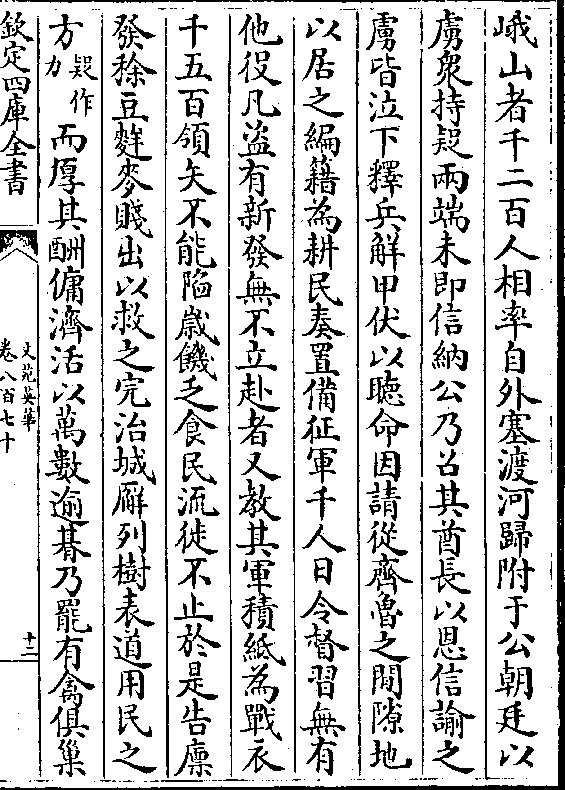 峨山者千二百人相率自外塞渡河歸附于公朝廷以
虜衆持疑兩端未即信納公乃召其酋長以恩信諭之
虜皆泣下釋兵解甲伏以聽命因請從齊魯之閒隙地
以居之編籍為耕民奏置備征軍千人日令督習無有
他役凡盜有新發無不立赴者又教其軍積紙為戰衣
千五百領矢不能陷嵗饑乏食民流徙不止於是告廪
發稌豆麰麥賤出以救之完治城廨列樹表道用民之
方疑作力而厚其酬傭濟活以萬數逾朞乃罷有禽俱巢
欽定四庫全書
文苑英華
卷八百七十
十二